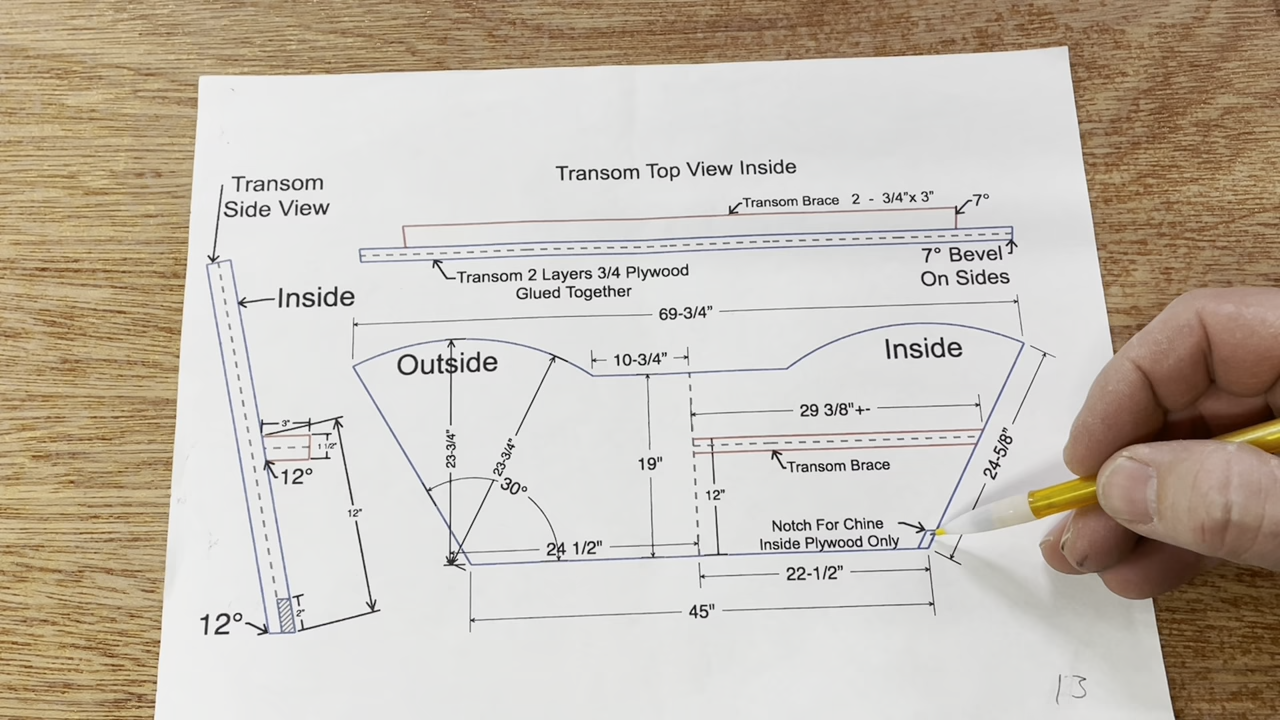 Transom Top View Inside
Transom
Side View
Transom Brace 2 - 3/4"x 3"
7°
7° Bevel
On Sides
Transom 2 Layers 3/4 Plywood
Glued Together
Inside
69-3/4"
Outside
10-3/4"
Inside
29 3/8"+-
3"
1 1/2"
12°
12"
23-3/4"
23-3/4"
30°
19"
Transom Brace
24-5/8"
12"
Notch For Chine
Inside Plywood Only
24 1/2"
22-1/2"
45"
2"
12°
13